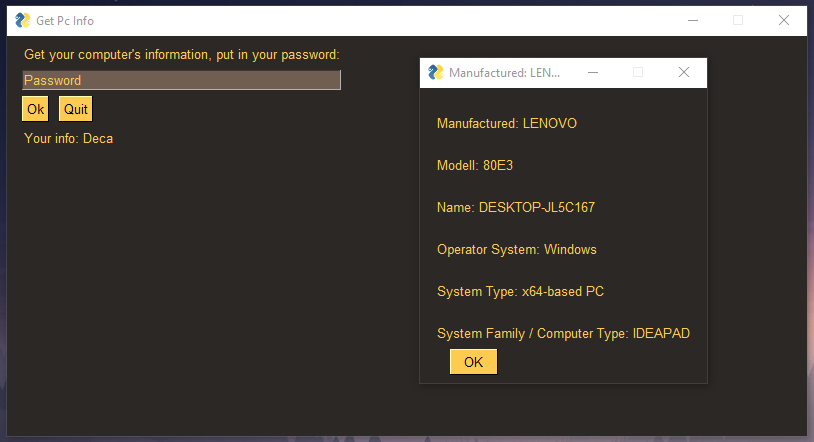 Get Pc Info
Get your computer's information, put in your password:
Password
Ok Quit
Your info: Deca
Manufactured: LEN...
Manufactured: LENOVO
Modell: 80E3
Name: DESKTOP-JL5C167
Operator System: Windows
System Type: x64-based PC
System Family / Computer Type: IDEAPAD
OK